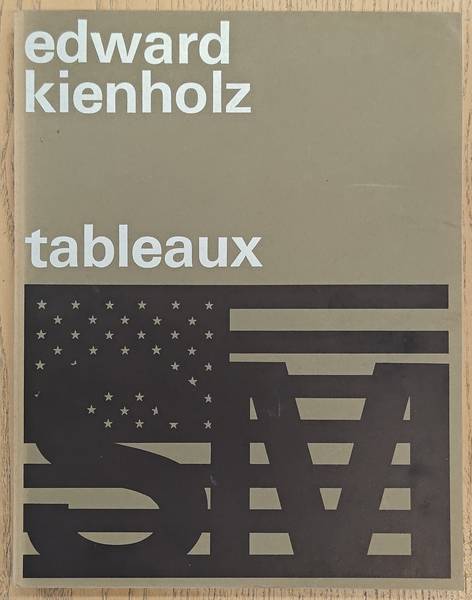 edward
kienholz
tableaux
SM